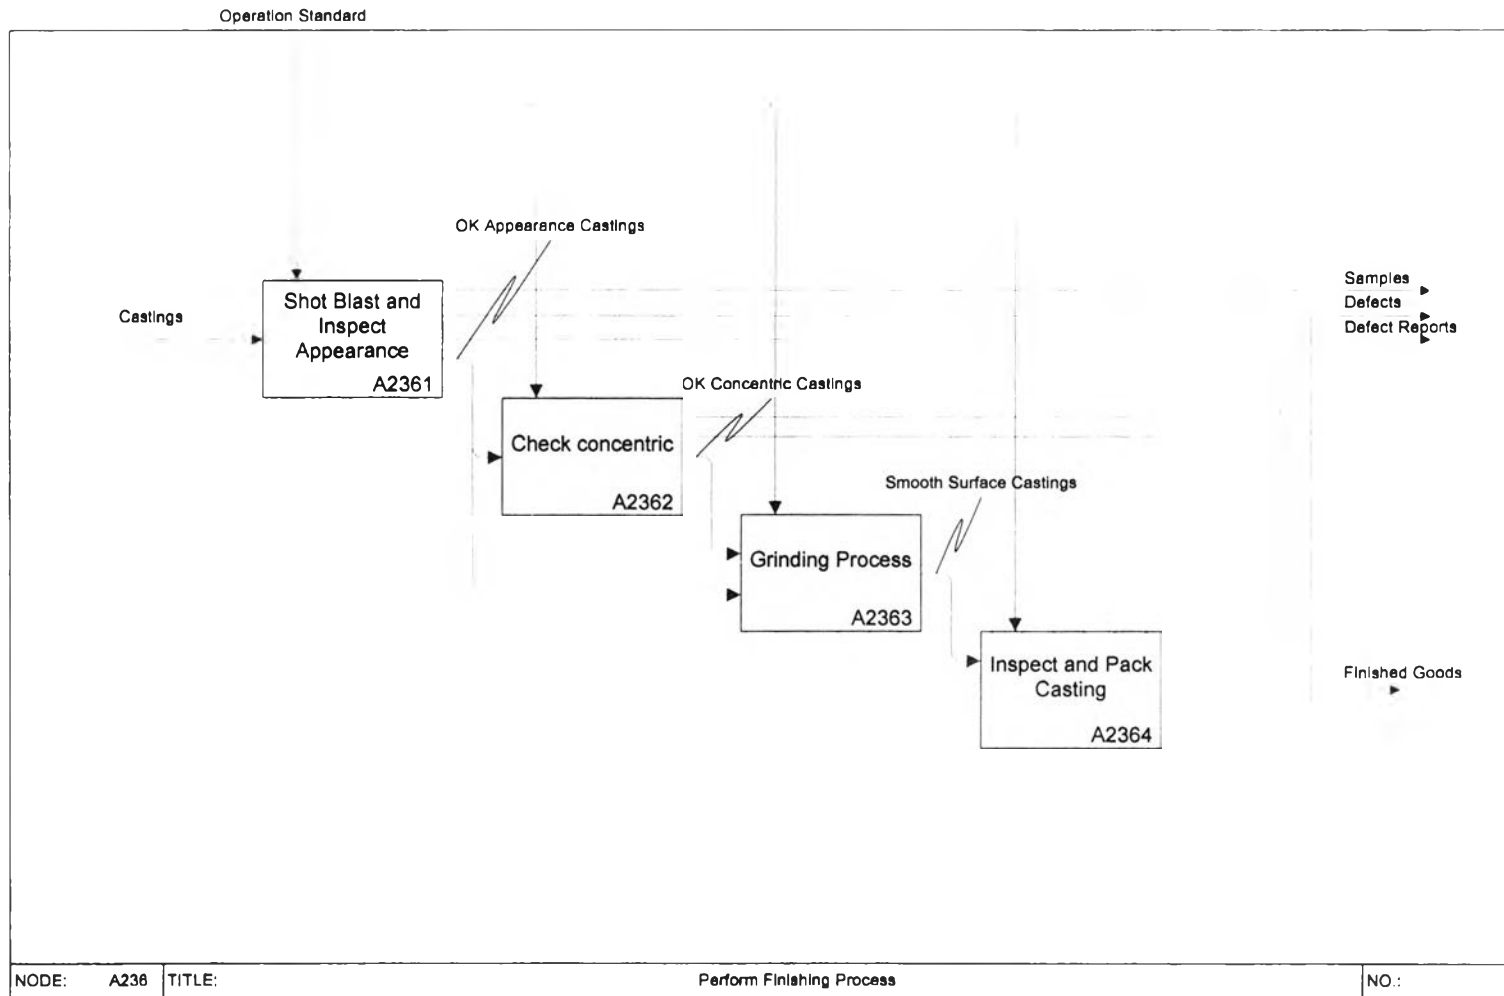 Operation Standard
OK Appearance Castings
Castings
Shot Blast and
Inspect
Appearance
A2361
Samples
Defects
Defect Reports
OK Concentric Castings
Check concentric
A2362
Smooth Surface Castings
Grinding Process
A2363
Inspect and Pack
Casting
A2364
Finished Goods
NODE: A236 TITLE: Perform Finishing Process NO.: